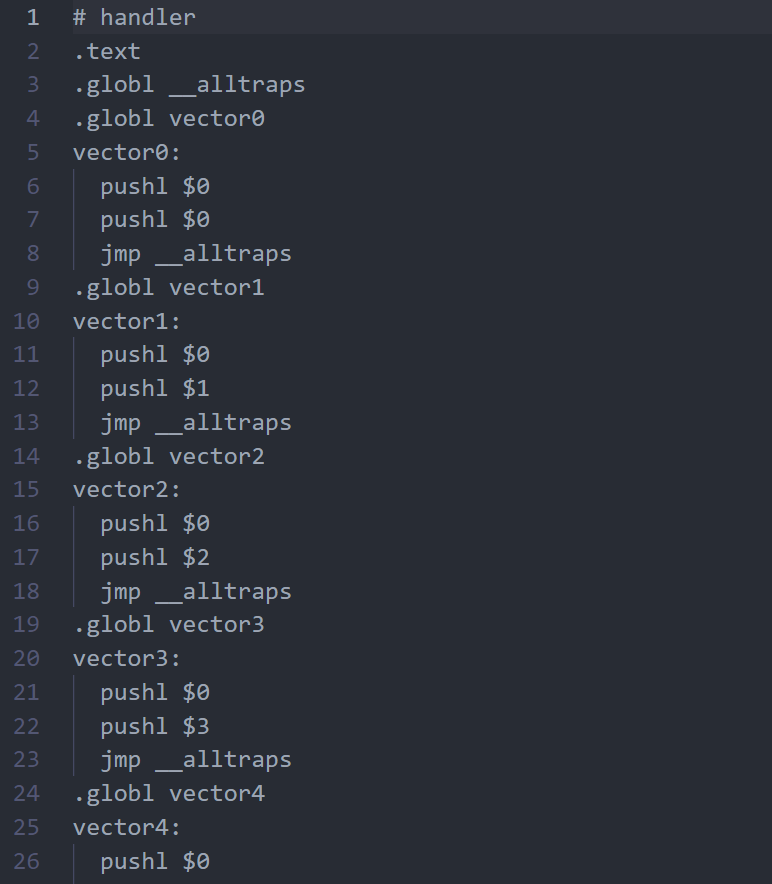 1 # handler
2 .text
3 .globl __alltraps
4 .globl vector0
5 vector0:
6   pushl $0
7   pushl $0
8   jmp __alltraps
9 .globl vector1
10 vector1:
11   pushl $0
12   pushl $1
13   jmp __alltraps
14 .globl vector2
15 vector2:
16   pushl $0
17   pushl $2
18   jmp __alltraps
19 .globl vector3
20 vector3:
21   pushl $0
22   pushl $3
23   jmp __alltraps
24 .globl vector4
25 vector4:
26   pushl $0